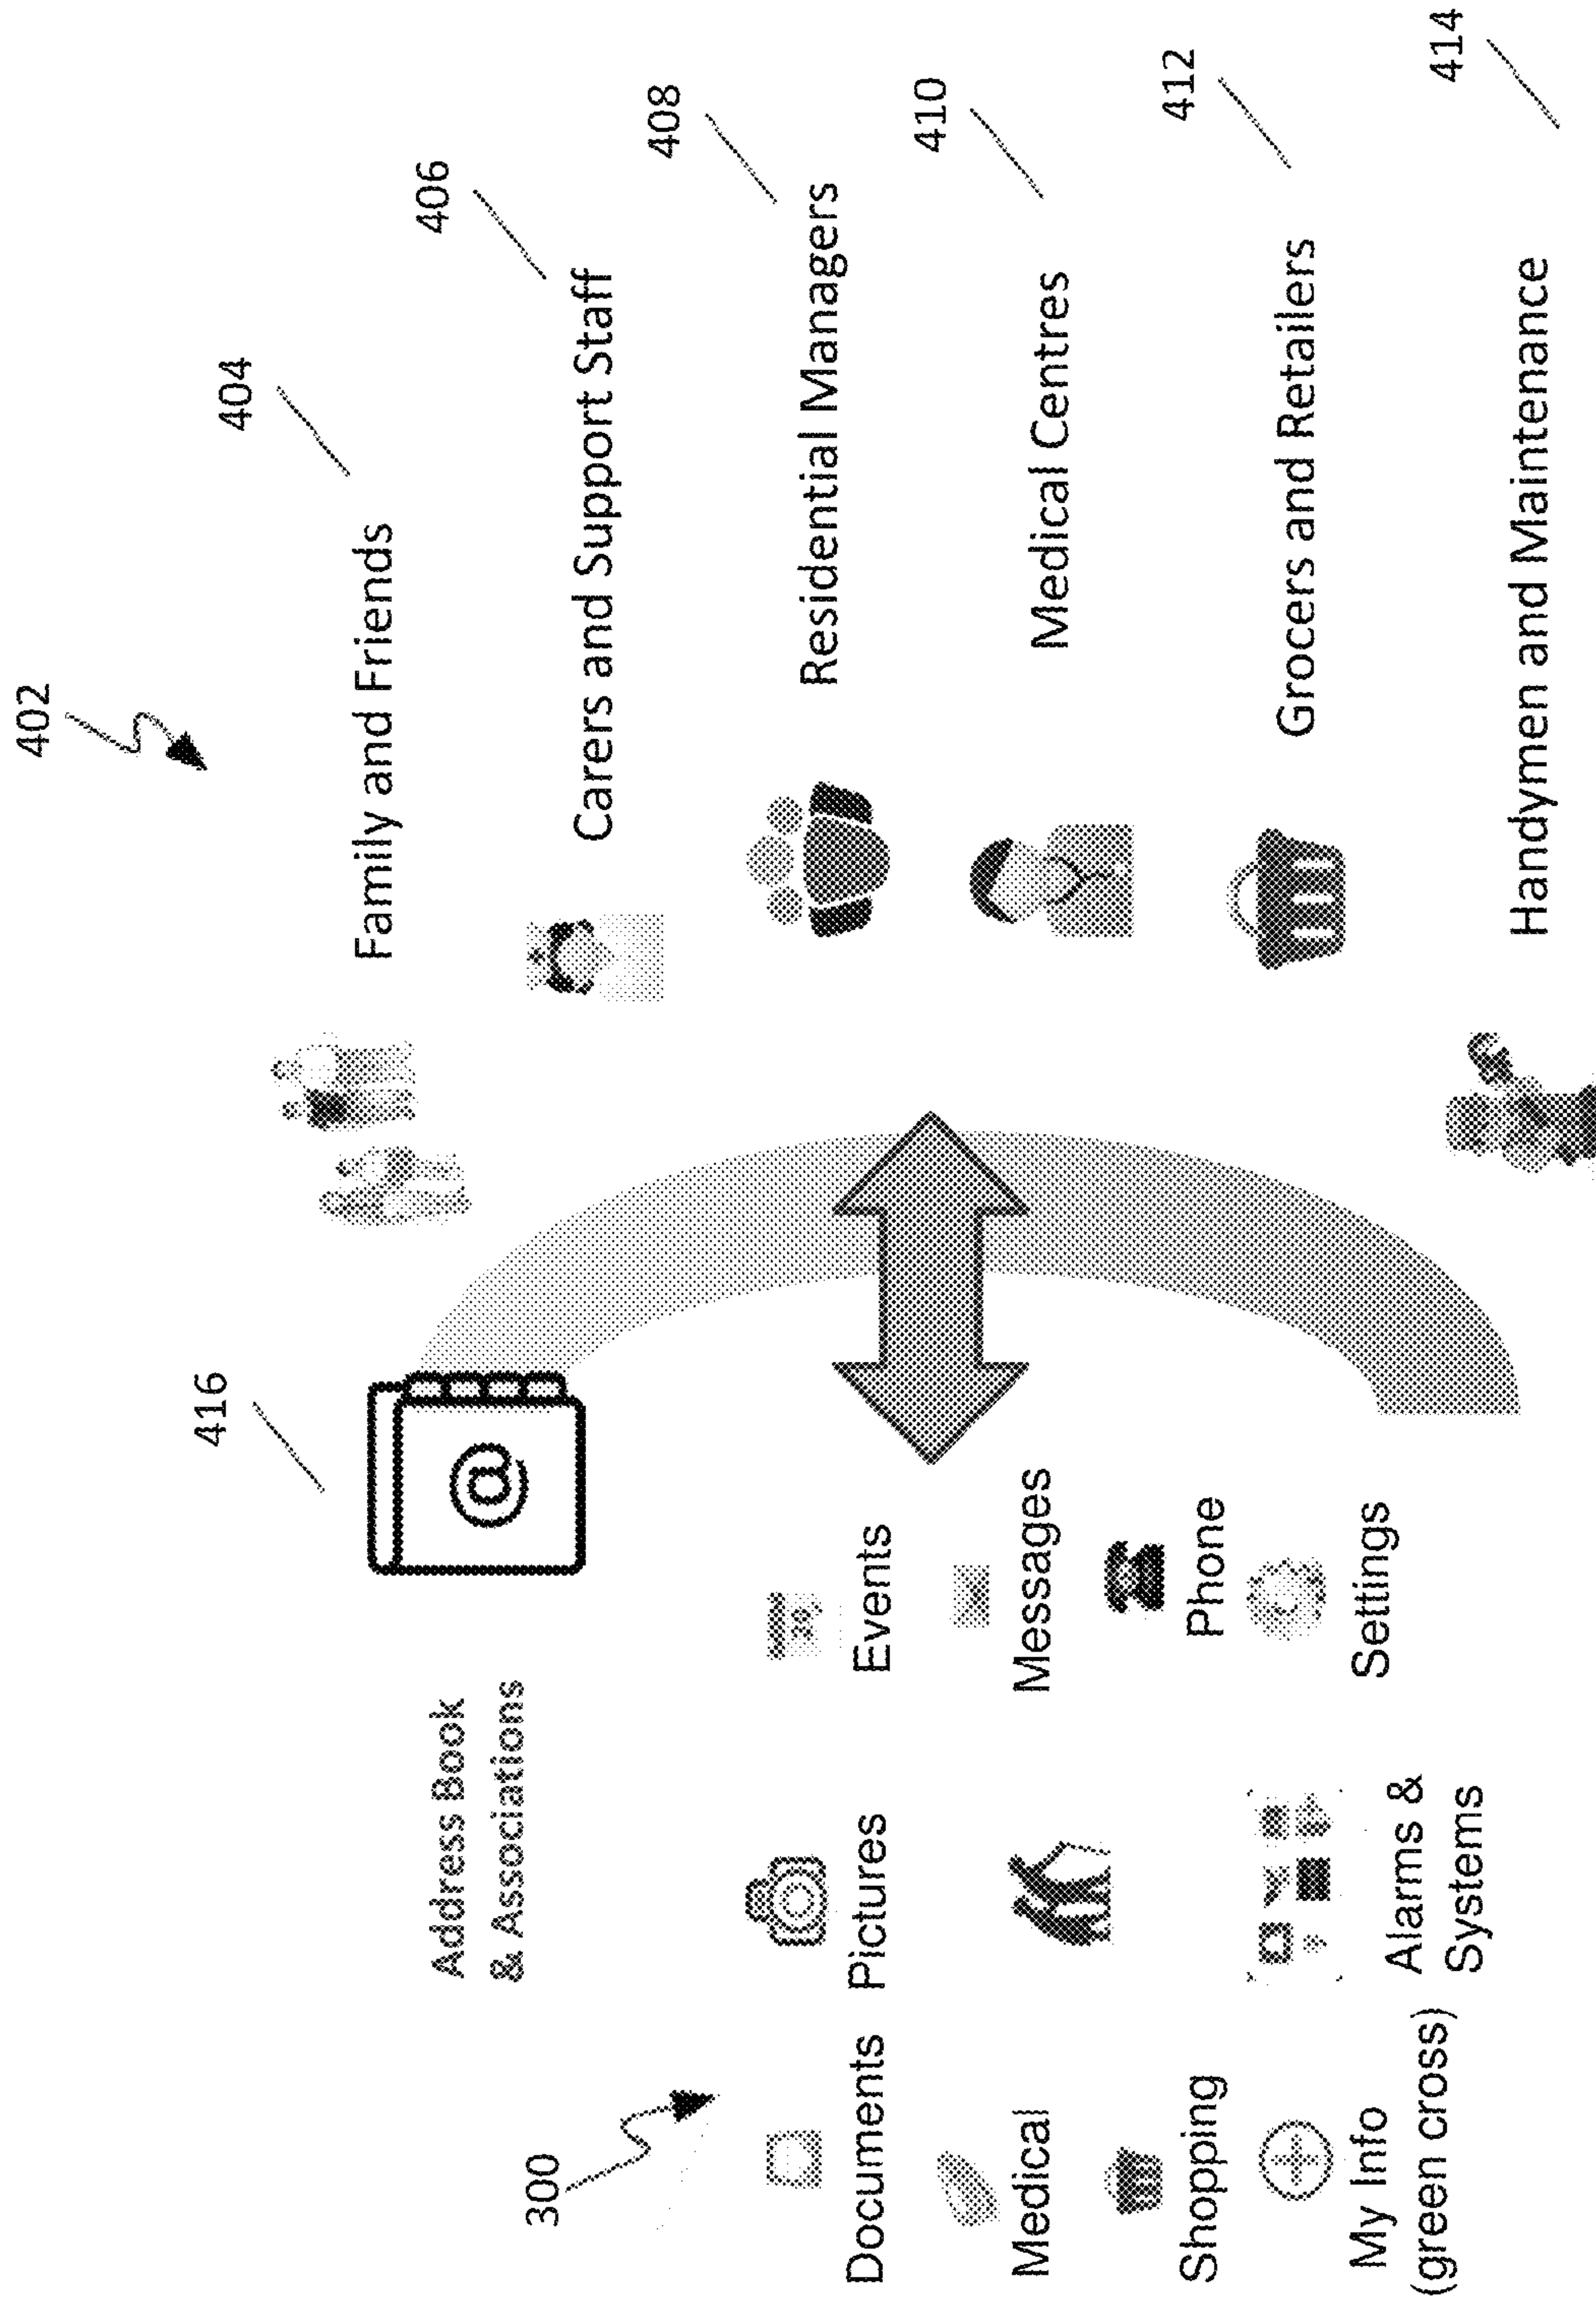 402
404
Family and Friends
406
Carers and Support Staff
408
Residential Managers
410
Medical Centres
412
Grocers and Retailers
414
Handymen and Maintenance
416
@
Address Book
& Associations
300
Documents
Pictures
Events
Medical
Messages
Shopping
Phone
My Info
(green cross)
Alarms &
Systems
Settings